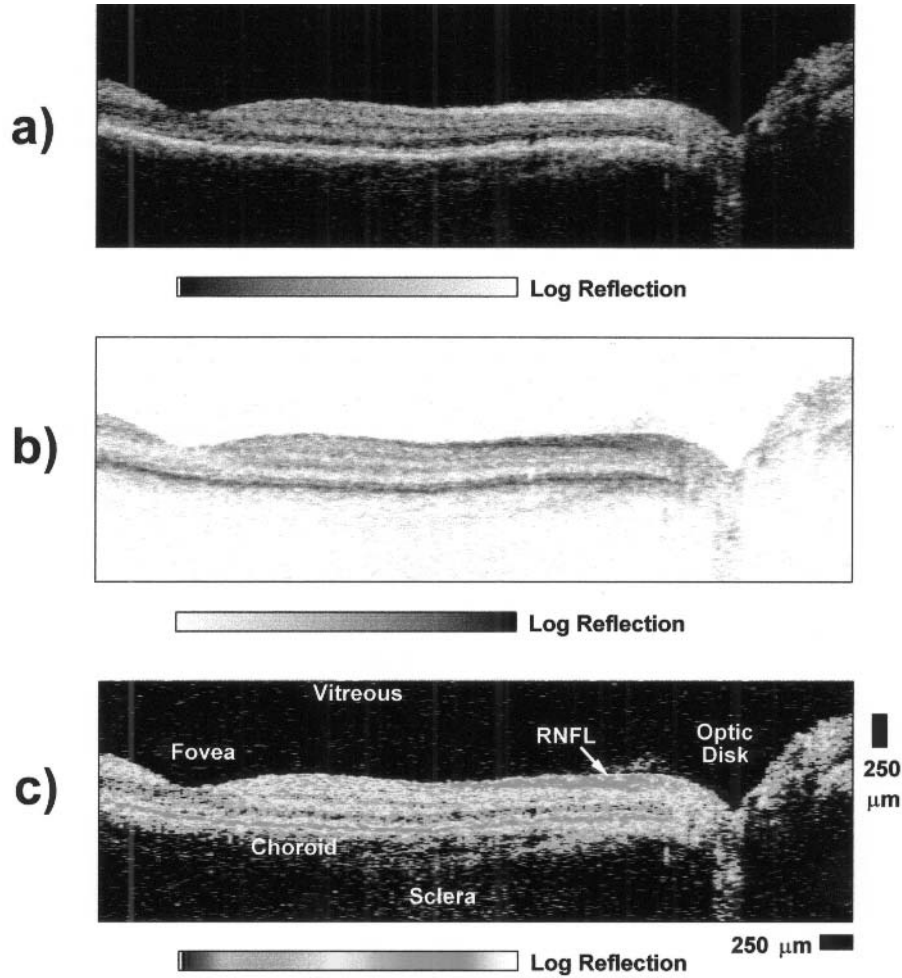 a)
Log Reflection
b)
Log Reflection
c)
Vitreous
Fovea
RNFL
Optic
Disk
250
µm
Choroid
Sclera
250 µm
Log Reflection